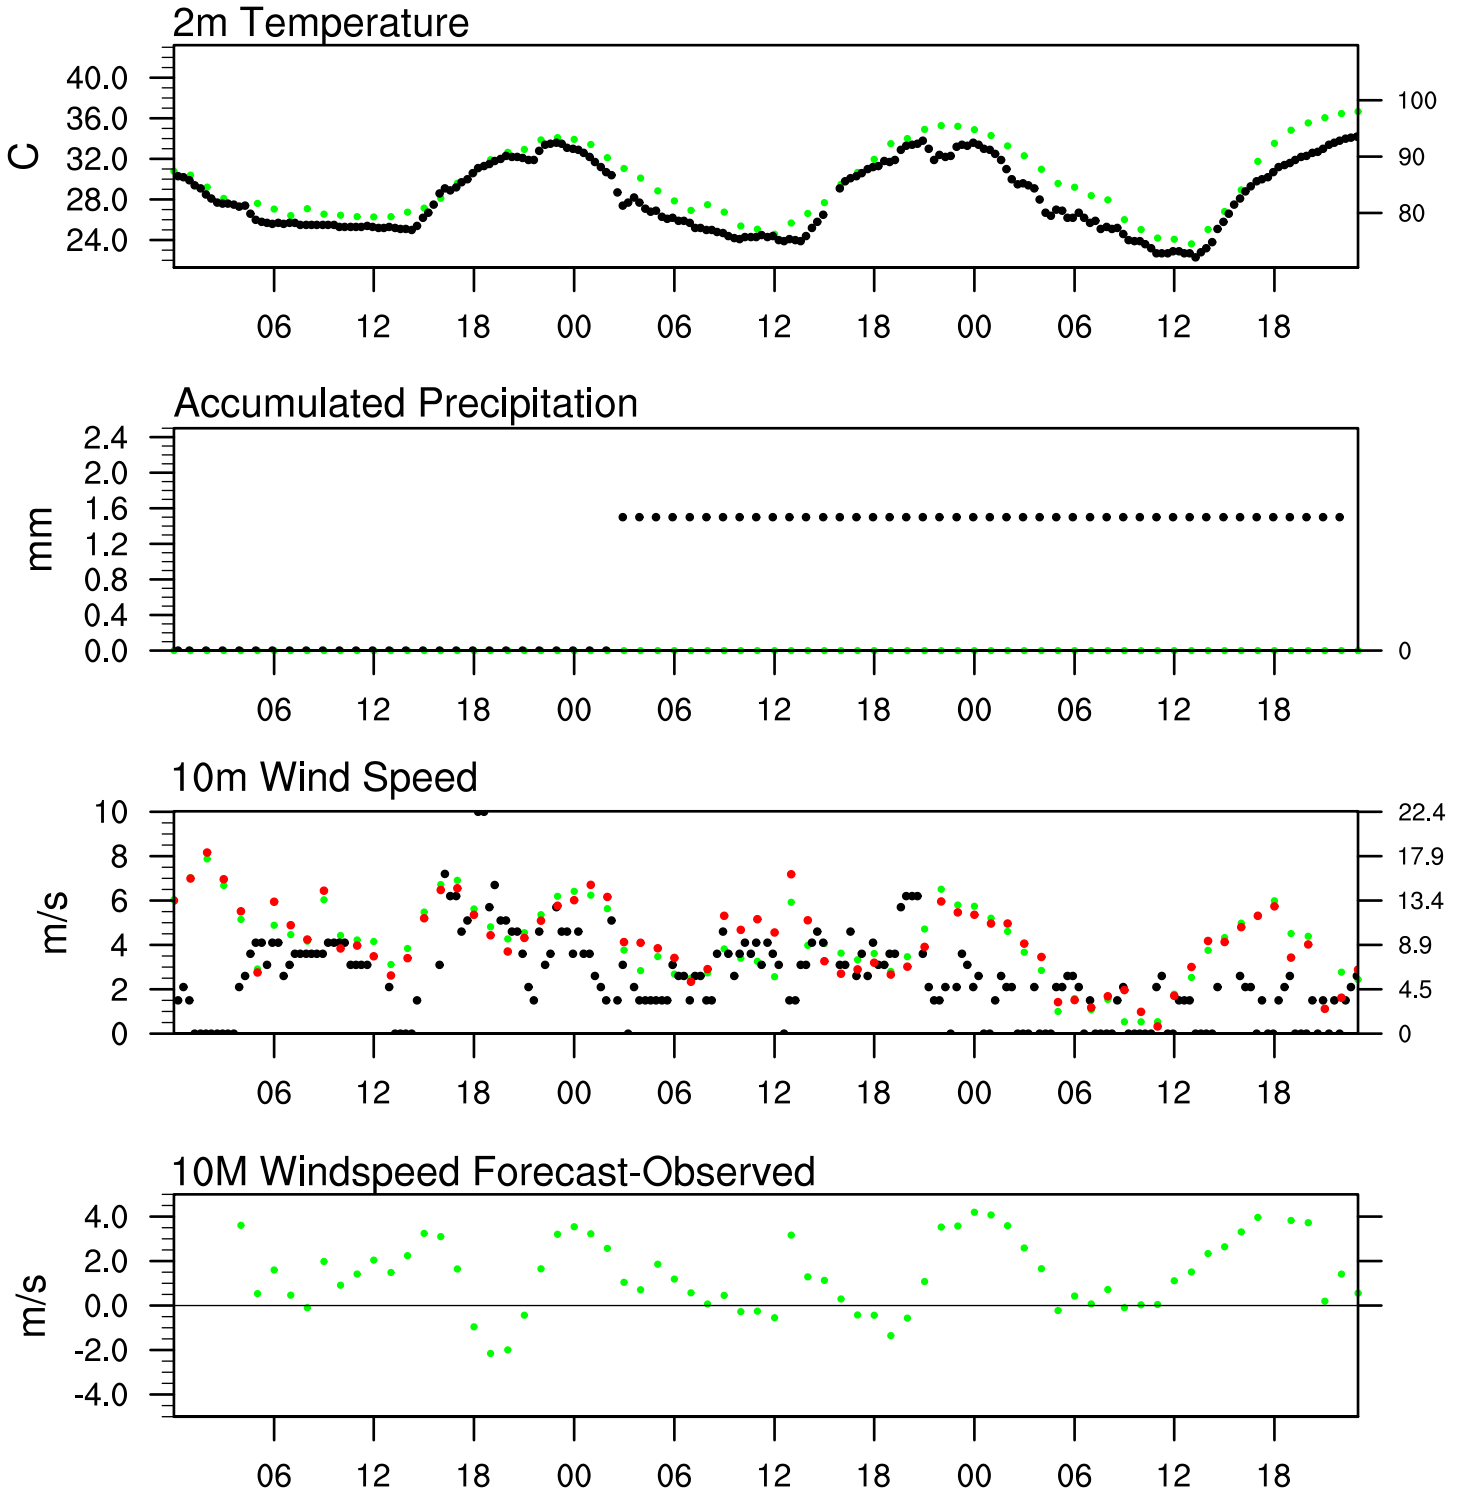 2m Temperature
40.0
36.0
32.0
28.0
24.0
C
100
90
80
06 12 18 00 06 12 18 00 06 12 18
Accumulated Precipitation
2.4
2.0
1.6
1.2
0.8
0.4
0.0
mm
0
06 12 18 00 06 12 18 00 06 12 18
10m Wind Speed
10
8
6
4
2
0
m/s
22.4
17.9
13.4
8.9
4.5
0
06 12 18 00 06 12 18 00 06 12 18
10M Windspeed Forecast-Observed
4.0
2.0
0.0
-2.0
-4.0
m/s
06 12 18 00 06 12 18 00 06 12 18